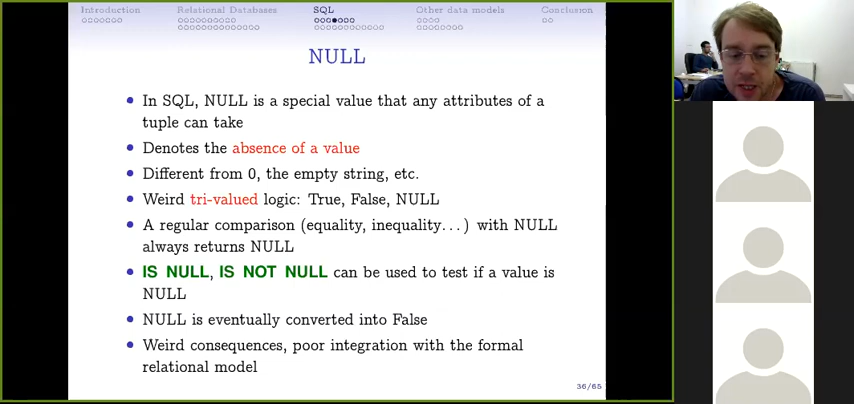 Introduction
Relational Databases
SQL
Other data models
Conclusion
NULL
• In SQL, NULL is a special value that any attributes of a
tuple can take
• Denotes the absence of a value
• Different from 0, the empty string, etc.
• Weird tri-valued logic: True, False, NULL
• A regular comparison (equality, inequality...) with NULL
always returns NULL
• IS NULL, IS NOT NULL can be used to test if a value is
NULL
• NULL is eventually converted into False
• Weird consequences, poor integration with the formal
relational model
36/65